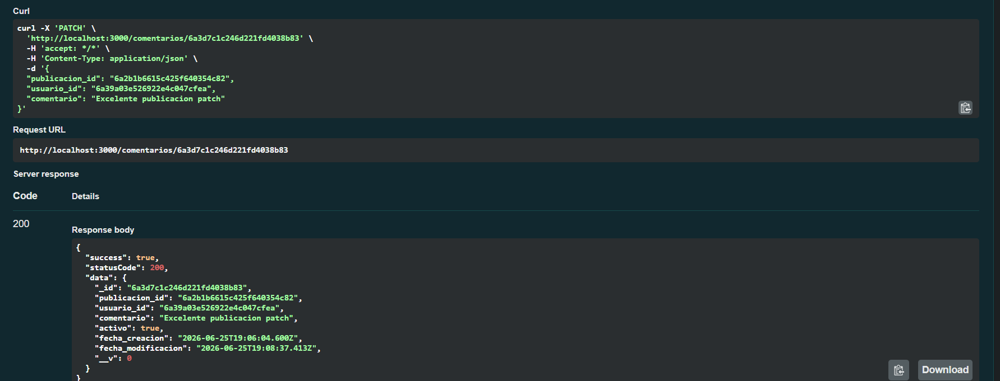 Curl
curl -X 'PATCH' \
  'http://localhost:3000/comentarios/6a3d7c1c246d221fd4038b83' \
  -H 'accept: */*' \
  -H 'Content-Type: application/json' \
  -d '{
  "publicacion_id": "6a2b1b6615c425f640354c82",
  "usuario_id": "6a39a03e526922e4c047cfea",
  "comentario": "Excelente publicacion patch"
}'
Request URL
http://localhost:3000/comentarios/6a3d7c1c246d221fd4038b83
Server response
Code Details
200
Response body
{
  "success": true,
  "statusCode": 200,
  "data": {
    "_id": "6a3d7c1c246d221fd4038b83",
    "publicacion_id": "6a2b1b6615c425f640354c82",
    "usuario_id": "6a39a03e526922e4c047cfea",
    "comentario": "Excelente publicacion patch",
    "activo": true,
    "fecha_creacion": "2026-06-25T19:06:04.600Z",
    "fecha_modificacion": "2026-06-25T19:08:37.413Z",
    "__v": 0
  }
}
Download